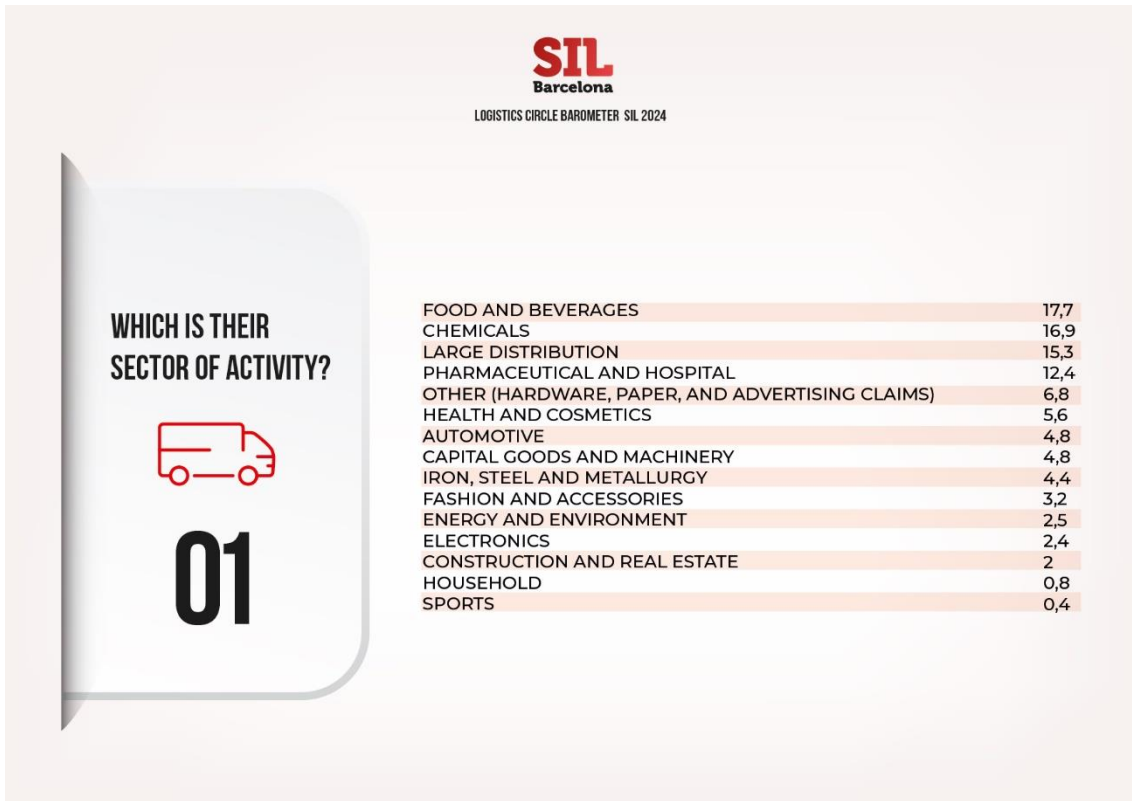 SIL
Barcelona
LOGISTICS CIRCLE BAROMETER SIL 2024
WHICH IS THEIR
SECTOR OF ACTIVITY?
01
FOOD AND BEVERAGES 17,7
CHEMICALS 16,9
LARGE DISTRIBUTION 15,3
PHARMACEUTICAL AND HOSPITAL 12,4
OTHER (HARDWARE, PAPER, AND ADVERTISING CLAIMS) 6,8
HEALTH AND COSMETICS 5,6
AUTOMOTIVE 4,8
CAPITAL GOODS AND MACHINERY 4,8
IRON, STEEL AND METALLURGY 4,4
FASHION AND ACCESSORIES 3,2
ENERGY AND ENVIRONMENT 2,5
ELECTRONICS 2,4
CONSTRUCTION AND REAL ESTATE 2
HOUSEHOLD 0,8
SPORTS 0,4